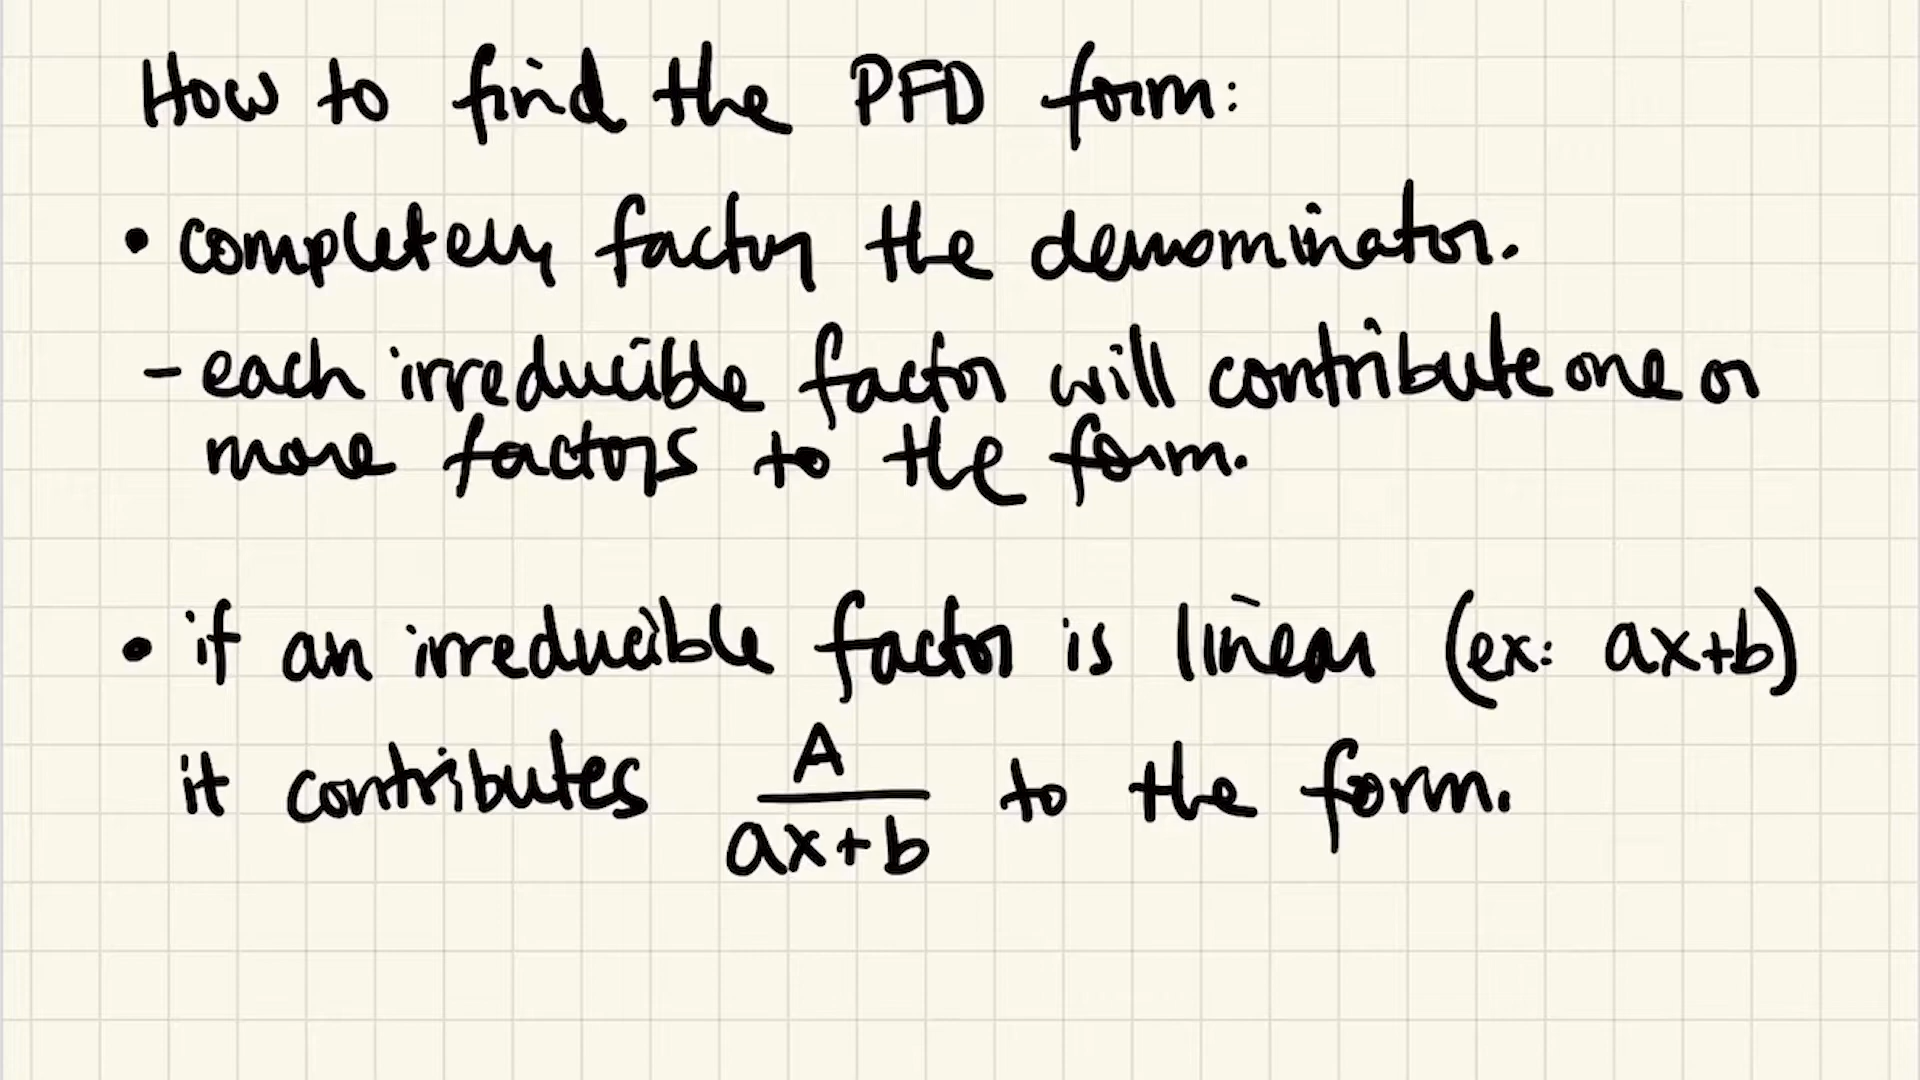 How to find the PFD form:
• completely factor the denominator.
- each irreducible factor will contribute one or
more factors to the form.
• if an irreducible factor is linear (ex: ax+b)
it contributes A/(ax+b) to the form.